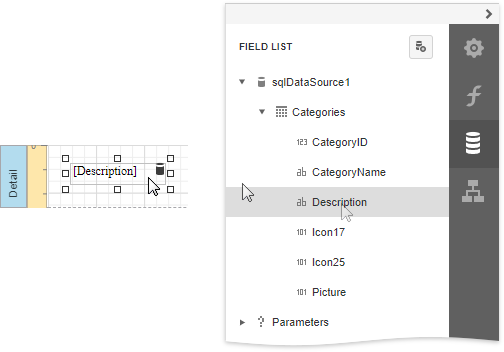 Detail
[Description]
FIELD LIST
sqlDataSource1
Categories
123 CategoryID
ab CategoryName
ab Description
101 Icon17
101 Icon25
101 Picture
Parameters